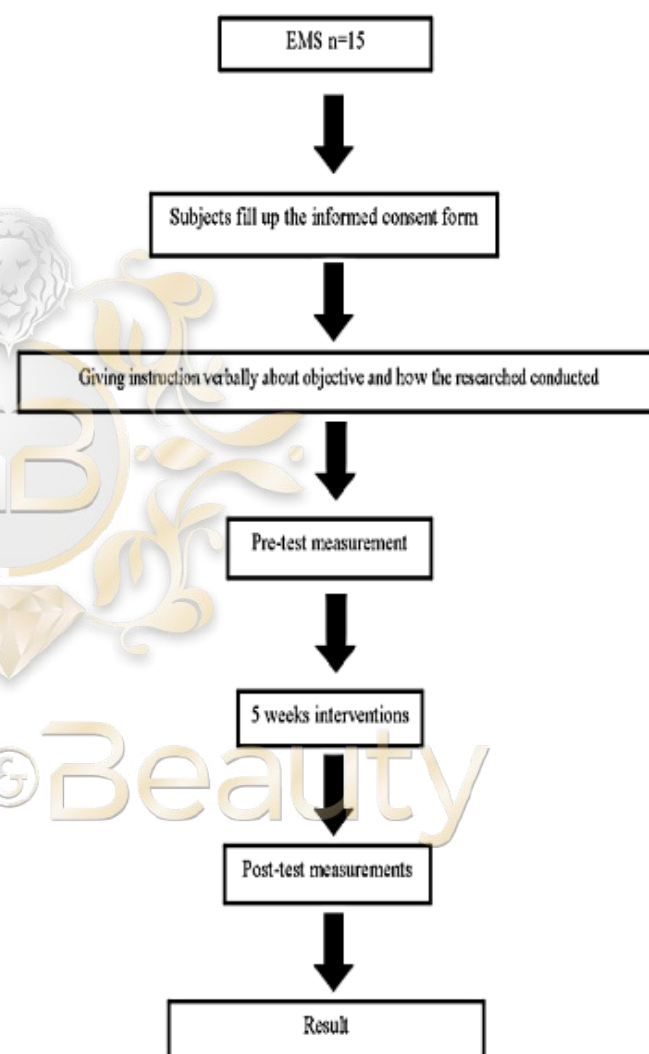 EMS n=15
Subjects fill up the informed consent form
Giving instruction verbally about objective and how the researched conducted
B
Pre-test measurement
5 weeks interventions
& Beauty
Post-test measurements
Result